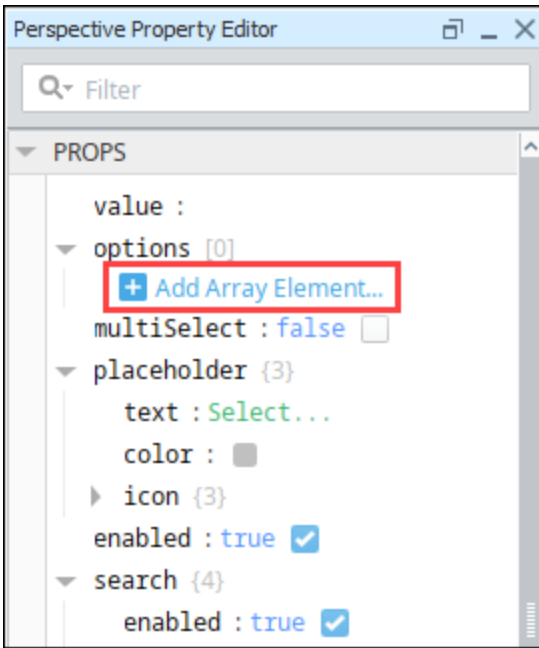 Perspective Property Editor
Filter
PROPS
value :
options [0]
Add Array Element...
multiSelect : false
placeholder {3}
text : Select...
color :
icon {3}
enabled : true
search {4}
enabled : true